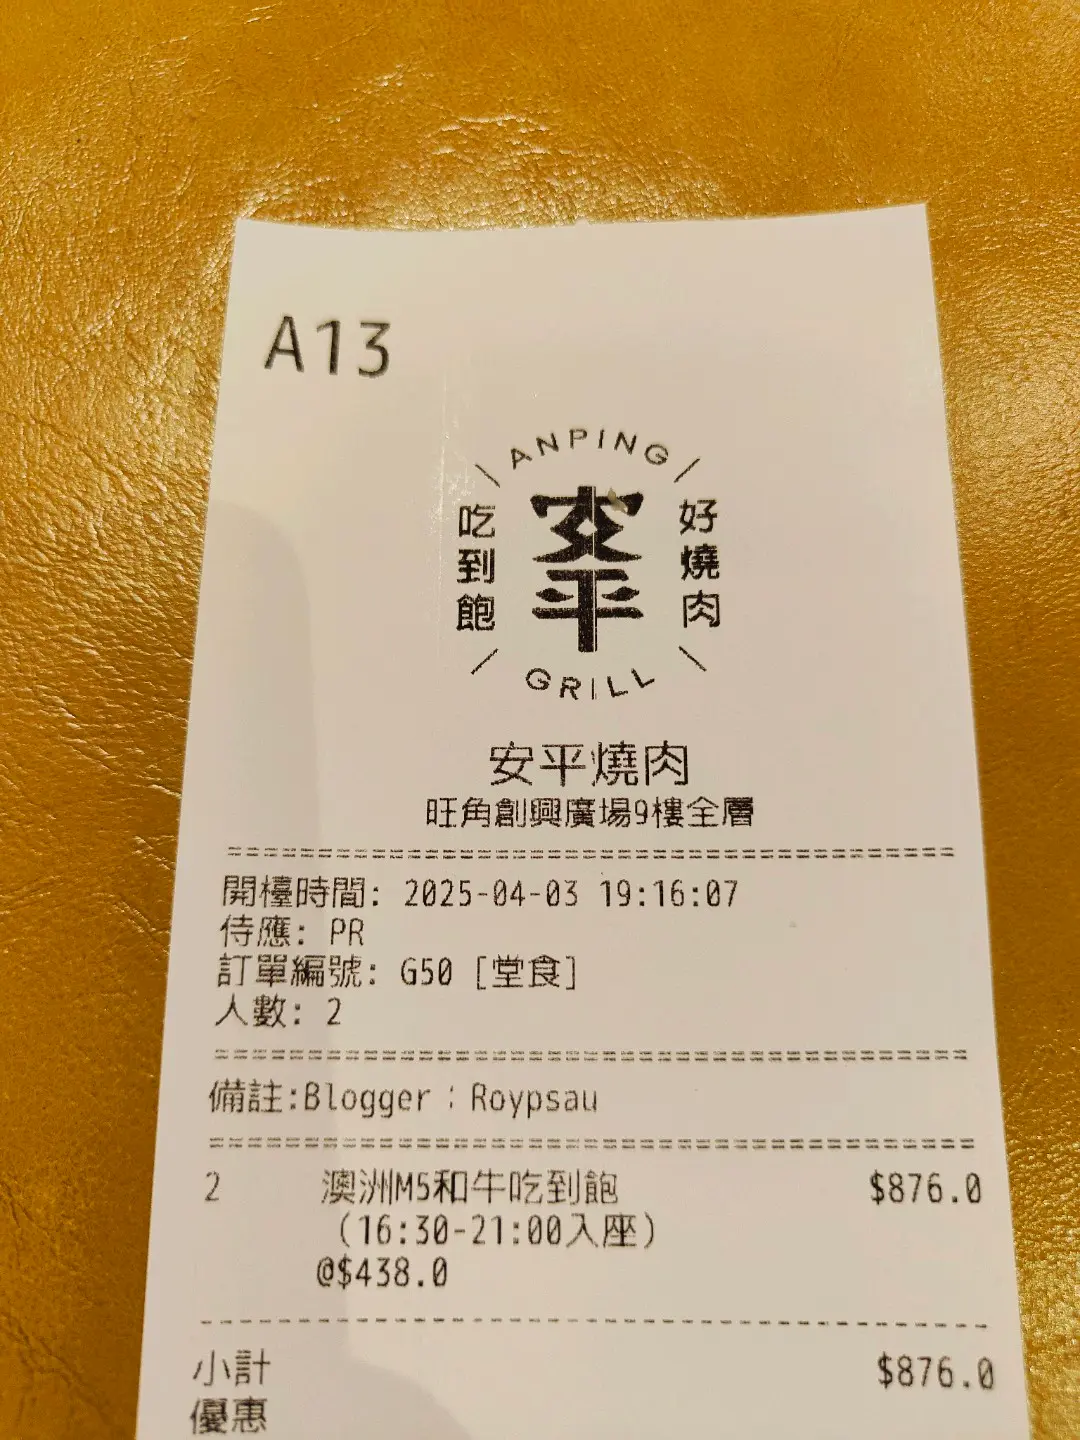 A13
ANPING
吃到飽
安平
好燒肉
GRILL
安平燒肉
旺角創興廣場9樓全層
開檯時間: 2025-04-03 19:16:07
侍應: PR
訂單編號: G50 [堂食]
人數: 2
備註:Blogger：Roypsau
2 澳洲M5和牛吃到飽 $876.0
(16:30-21:00入座)
@$438.0
小計 $876.0
優惠